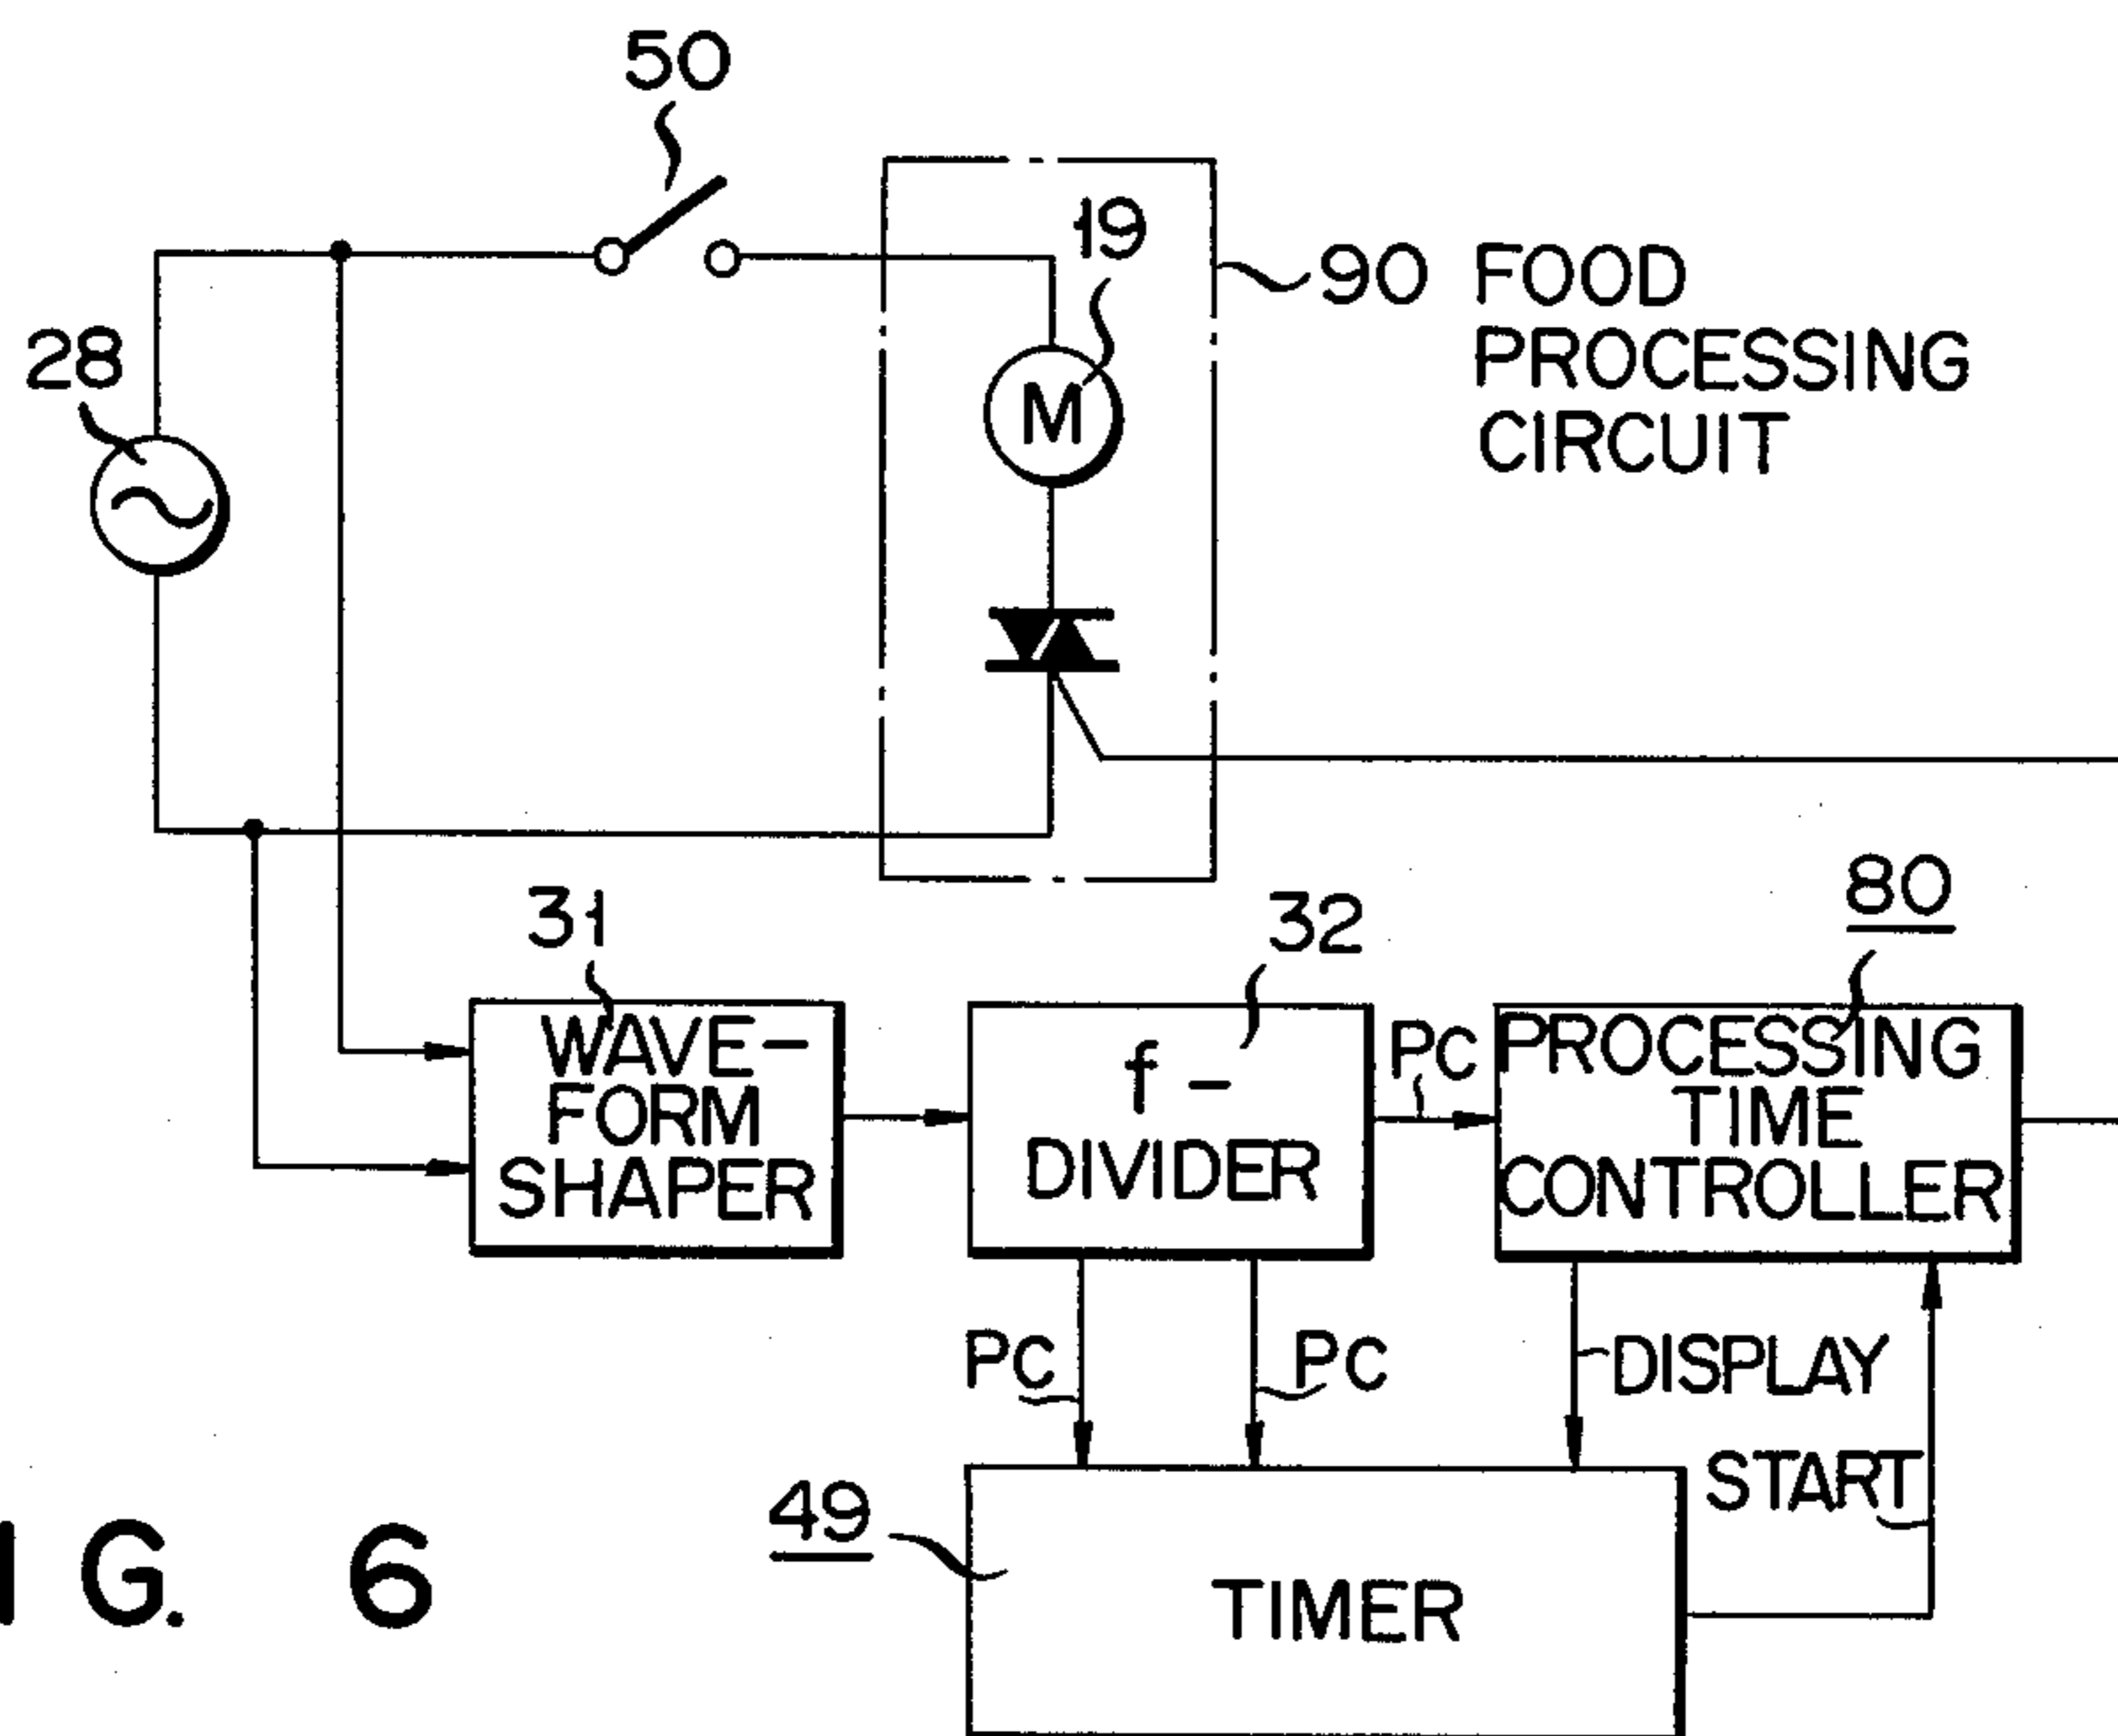 50
19
90 FOOD
PROCESSING
CIRCUIT
28
M
31
32
80
WAVE-
FORM
SHAPER
f-
DIVIDER
PC
PROCESSING
TIME
CONTROLLER
PC
PC
DISPLAY
START
49
TIMER
IG. 6